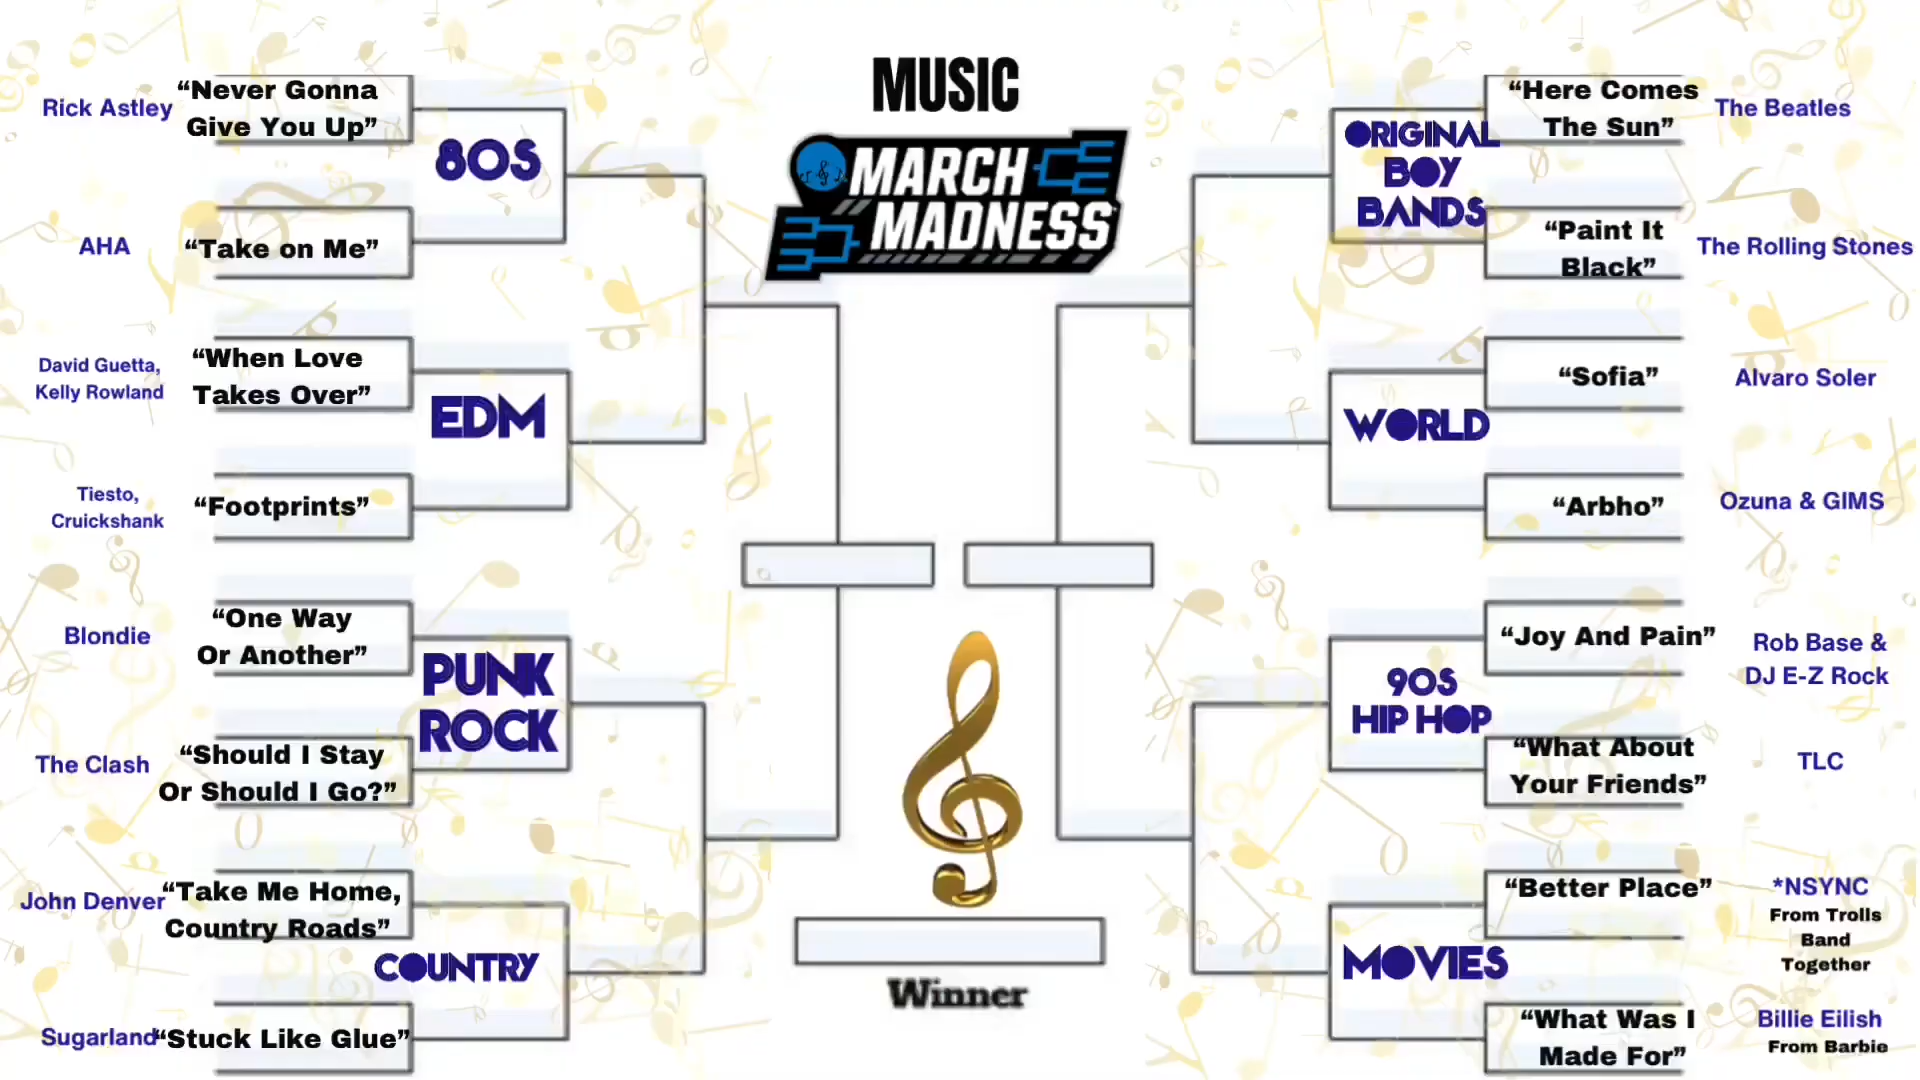 MUSIC
MARCH
MADNESS
Rick Astley
“Never Gonna
Give You Up”
80S
AHA
“Take on Me”
David Guetta,
Kelly Rowland
“When Love
Takes Over”
EDM
Tiesto,
Cruickshank
“Footprints”
Blondie
“One Way
Or Another”
PUNK
ROCK
The Clash
“Should I Stay
Or Should I Go?”
John Denver
“Take Me Home,
Country Roads”
COUNTRY
Sugarland
“Stuck Like Glue”
“Here Comes
The Sun”
The Beatles
ORIGINAL
BOY
BANDS
“Paint It
Black”
The Rolling Stones
“Sofia”
Alvaro Soler
WORLD
“Arbho”
Ozuna & GIMS
“Joy And Pain”
Rob Base &
DJ E-Z Rock
90S
HIP HOP
“What About
Your Friends”
TLC
“Better Place”
*NSYNC
From Trolls
Band
Together
MOVIES
“What Was I
Made For”
Billie Eilish
From Barbie
Winner